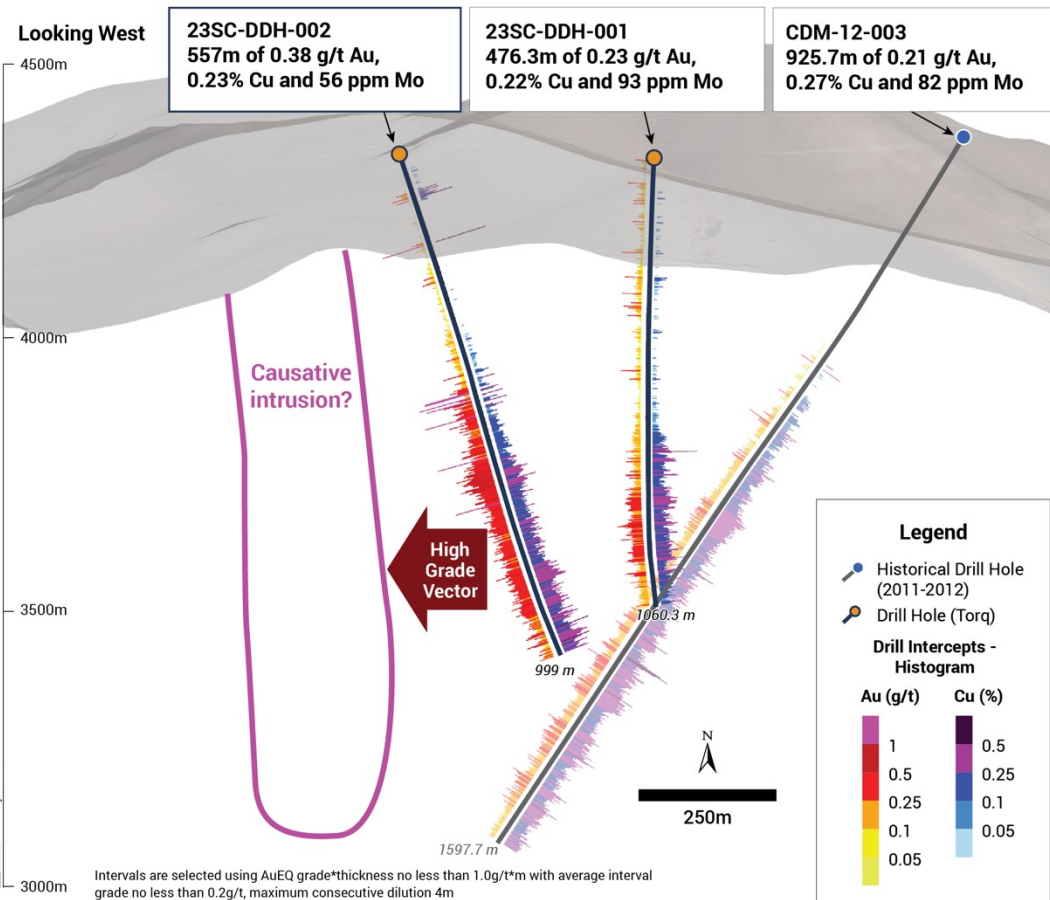 Looking West
23SC-DDH-002
557m of 0.38 g/t Au,
0.23% Cu and 56 ppm Mo
23SC-DDH-001
476.3m of 0.23 g/t Au,
0.22% Cu and 93 ppm Mo
CDM-12-003
925.7m of 0.21 g/t Au,
0.27% Cu and 82 ppm Mo
4500m
4000m
3500m
3000m
Causative
intrusion?
High
Grade
Vector
999 m
1060.3 m
1597.7 m
N
250m
Legend
Historical Drill Hole
(2011-2012)
Drill Hole (Torq)
Drill Intercepts -
Histogram
Au (g/t)
1
0.5
0.25
0.1
0.05
Cu (%)
0.5
0.25
0.1
0.05
Intervals are selected using AuEQ grade*thickness no less than 1.0g/t*m with average interval
grade no less than 0.2g/t, maximum consecutive dilution 4m